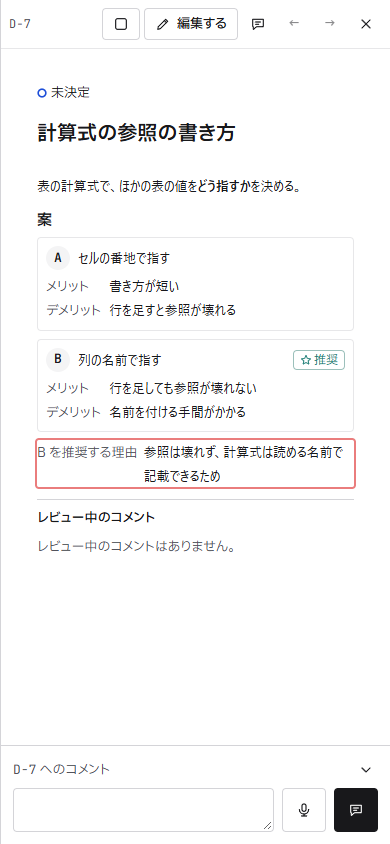 D-7
編集する
未決定
計算式の参照の書き方
表の計算式で、ほかの表の値をどう指すかを決める。
案
A セルの番地で指す
メリット 書き方が短い
デメリット 行を足すと参照が壊れる
B 列の名前で指す 推奨
メリット 行を足しても参照が壊れない
デメリット 名前を付ける手間がかかる
B を推奨する理由 参照は壊れず、計算式は読める名前で
記載できるため
レビュー中のコメント
レビュー中のコメントはありません。
D-7 へのコメント